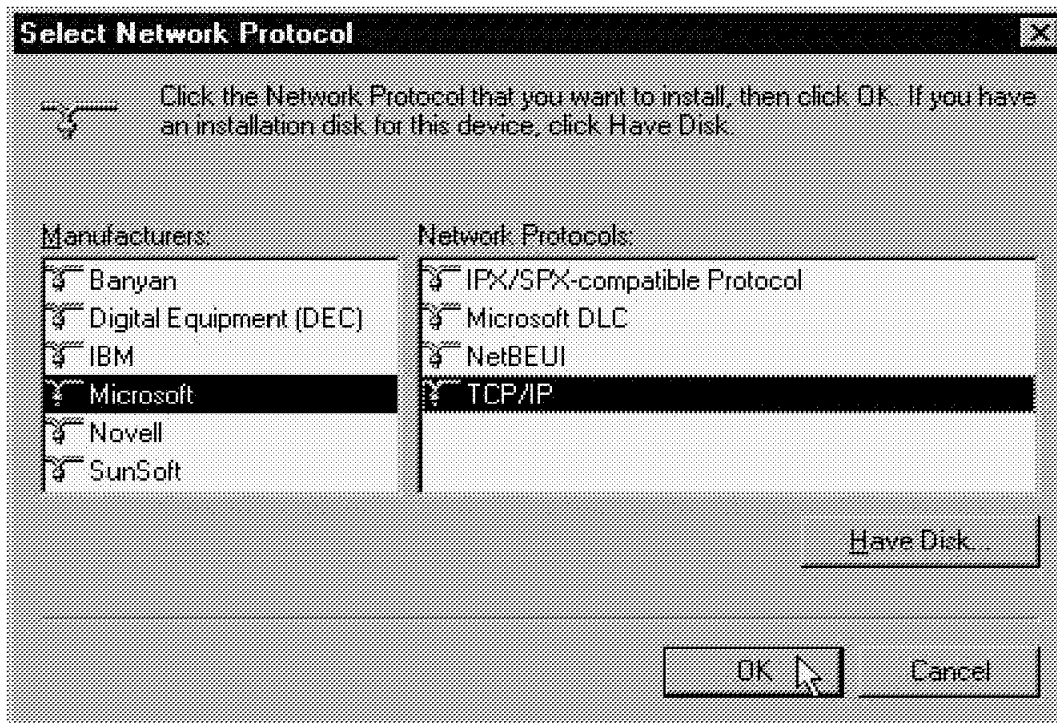 Select Network Protocol
Click the Network Protocol that you want to install, then click OK. If you have
an installation disk for this device, click Have Disk.
Manufacturers:
Banyan
Digital Equipment (DEC)
IBM
Microsoft
Novell
SunSoft
Network Protocols:
IPX/SPX-compatible Protocol
Microsoft DLC
NetBEUI
TCP/IP
Have Disk...
OK
Cancel